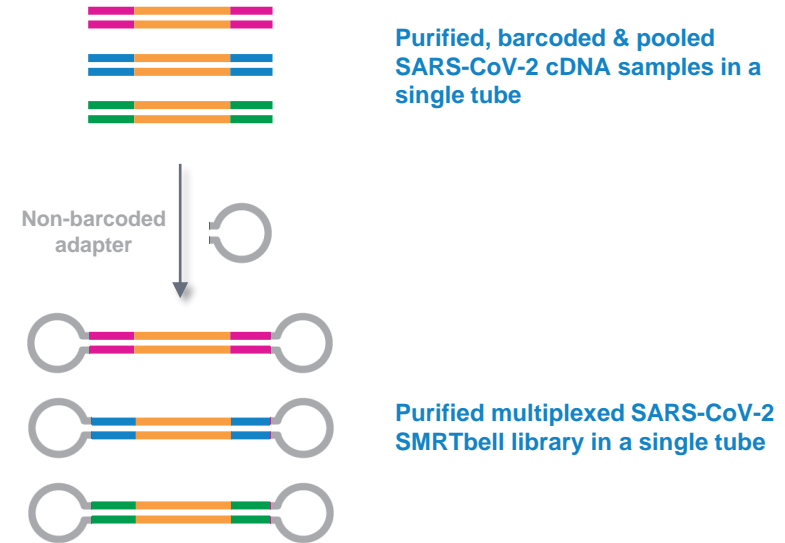 Purified, barcoded & pooled
SARS-CoV-2 cDNA samples in a
single tube
Non-barcoded
adapter
Purified multiplexed SARS-CoV-2
SMRTbell library in a single tube